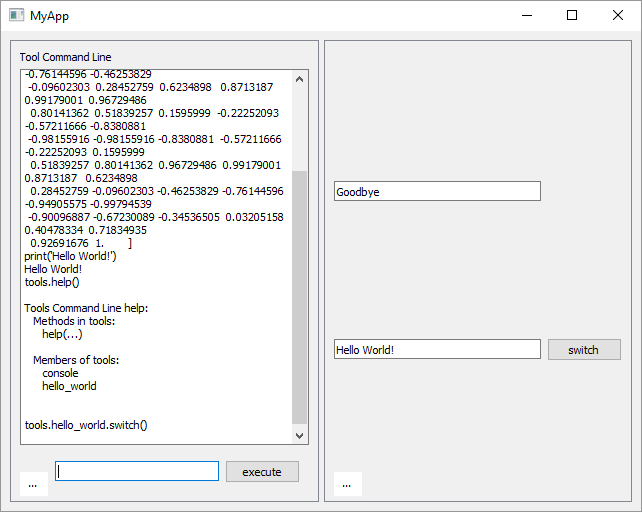 MyApp
Tool Command Line
-0.76144596 -0.46253829
-0.09602303 0.28452759 0.6234898 0.8713187
0.99179001 0.96729486
0.80141362 0.51839257 0.1595999 -0.22252093
-0.57211666 -0.8380881
-0.98155916 -0.98155916 -0.8380881 -0.57211666
-0.22252093 0.1595999
0.51839257 0.80141362 0.96729486 0.99179001
0.8713187 0.6234898
0.28452759 -0.09602303 -0.46253829 -0.76144596
-0.94905575 -0.99794539
-0.90096887 -0.67230089 -0.34536505 0.03205158
0.40478334 0.71834935
0.92691676 1. ]
print('Hello World!')
Hello World!
tools.help()
Tools Command Line help:
Methods in tools:
help(...)
Members of tools:
console
hello_world
tools.hello_world.switch()
...
execute
Goodbye
Hello World!
switch
...